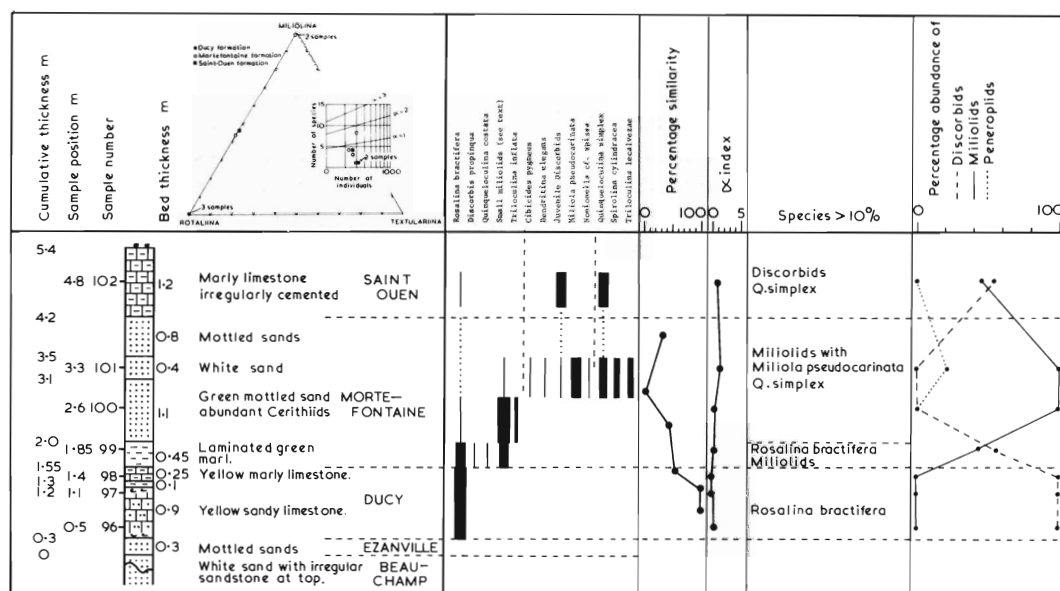 Cumulative thickness m
Sample position m
Sample number
Bed thickness m
MILIOLINA
2 samples
Ducy formation
Mortefontaine formation
Saint-Ouen formation
15
10
5
0
Number of species
α=2
α=1
2 samples
0
1000
Number of individuals
3 samples
ROTALIINA
TEXTULARIINA
Rosalina bractifera
Discorbis propinqua
Quinqueloculina costata
Small miliolids (see text)
Triloculina inflata
Cibicides pygmeus
Dendritina elegans
Juvenile Discorbids
Miliola pseudocarinata
Nonionella cf. spissa
Quinqueloculina simplex
Spirolina cylindracea
Triloculina lecalvezae
Percentage similarity
0 100
∝ index
0 5
Species > 10%
Percentage abundance of
--- Discorbids
— Miliolids
····· Peneroplids
0 100
5·4
4·8 102 1·2 Marly limestone irregularly cemented SAINT OUEN
Discorbids
Q.simplex
4·2
0·8 Mottled sands
3·5
3·3 101 0·4 White sand
Miliolids with
Miliola pseudocarinata
Q. simplex
3·1
2·6 100 1·1 Green mottled sand abundant Cerithiids
MORTE-
FONTAINE
2·0
1·85 99 0·45 Laminated green marl.
Rosalina bractifera
Miliolids
1·55
1·4 98 0·25 Yellow marly limestone.
1·3
0·1
1·2 1·1 97
DUCY
0·9 Yellow sandy limestone.
Rosalina bractifera
0·5 96
0·3
0·3 Mottled sands EZANVILLE
0
White sand with irregular sandstone at top.
BEAU-
CHAMP